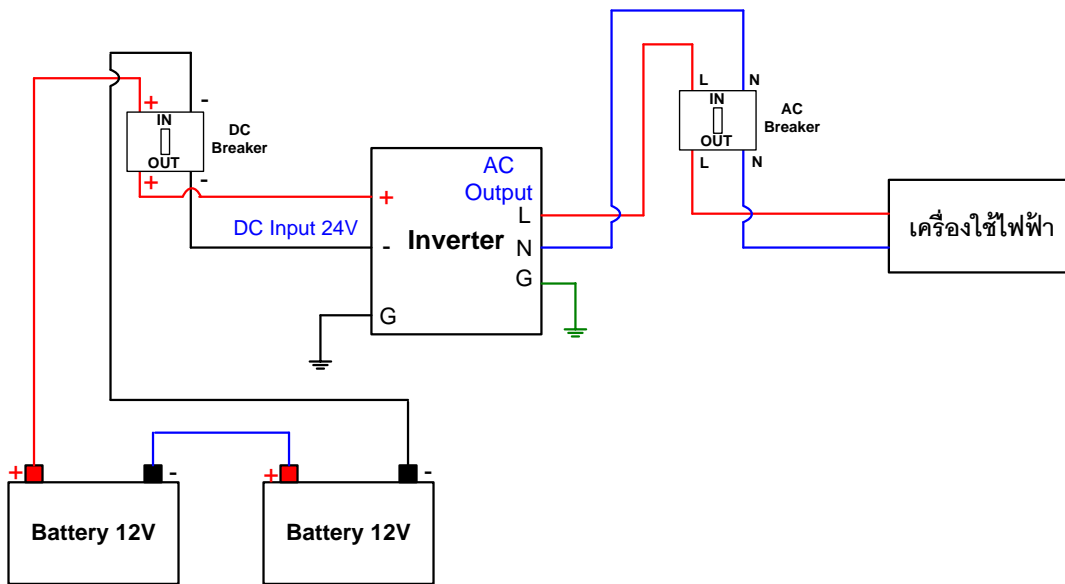 L
N
IN
OUT
L
N
AC
Breaker
+
-
IN
OUT
+
-
DC
Breaker
AC
Output
+
DC Input 24V
-
Inverter
L
N
G
G
เครื่องใช้ไฟฟ้า
+
-
Battery 12V
+
-
Battery 12V